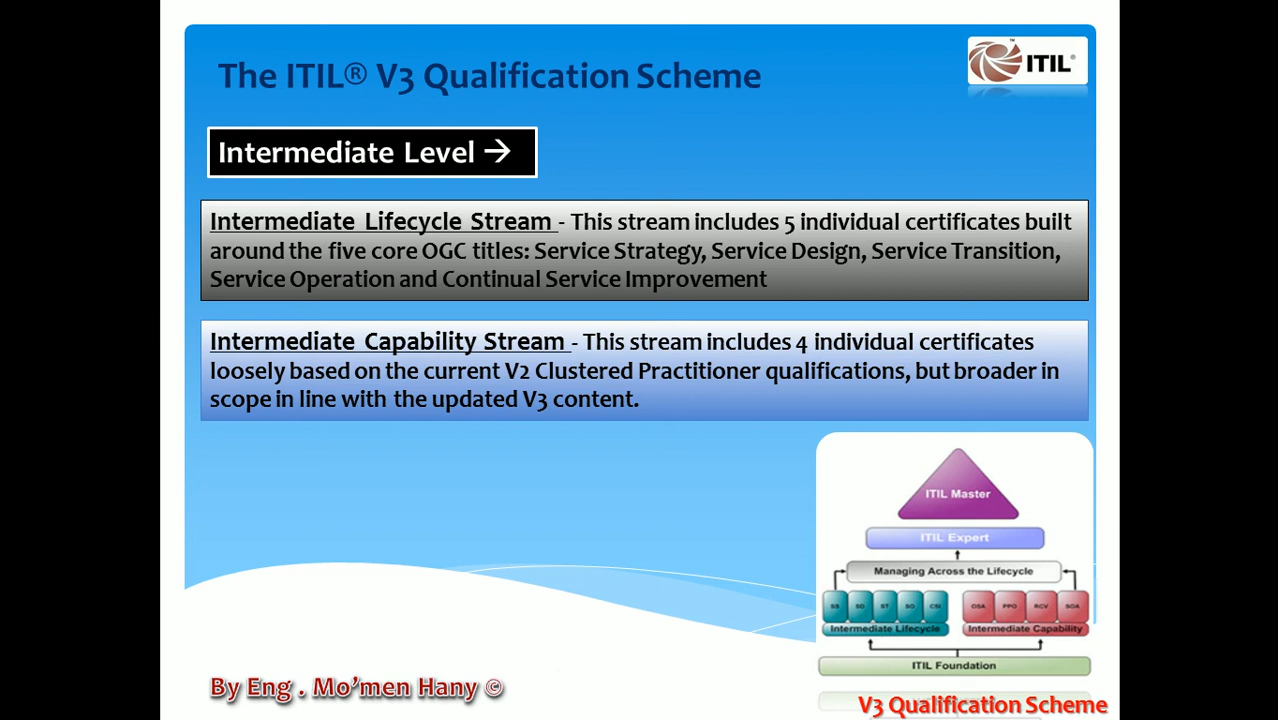 The ITIL® V3 Qualification Scheme
ITIL®
Intermediate Level →
Intermediate Lifecycle Stream - This stream includes 5 individual certificates built
around the five core OGC titles: Service Strategy, Service Design, Service Transition,
Service Operation and Continual Service Improvement
Intermediate Capability Stream - This stream includes 4 individual certificates
loosely based on the current V2 Clustered Practitioner qualifications, but broader in
scope in line with the updated V3 content.
ITIL Master
ITIL Expert
Managing Across the Lifecycle
SS SD ST SO CSI OSA PPO RCV SOA
Intermediate Lifecycle Intermediate Capability
ITIL Foundation
By Eng . Mo’men Hany ©
V3 Qualification Scheme